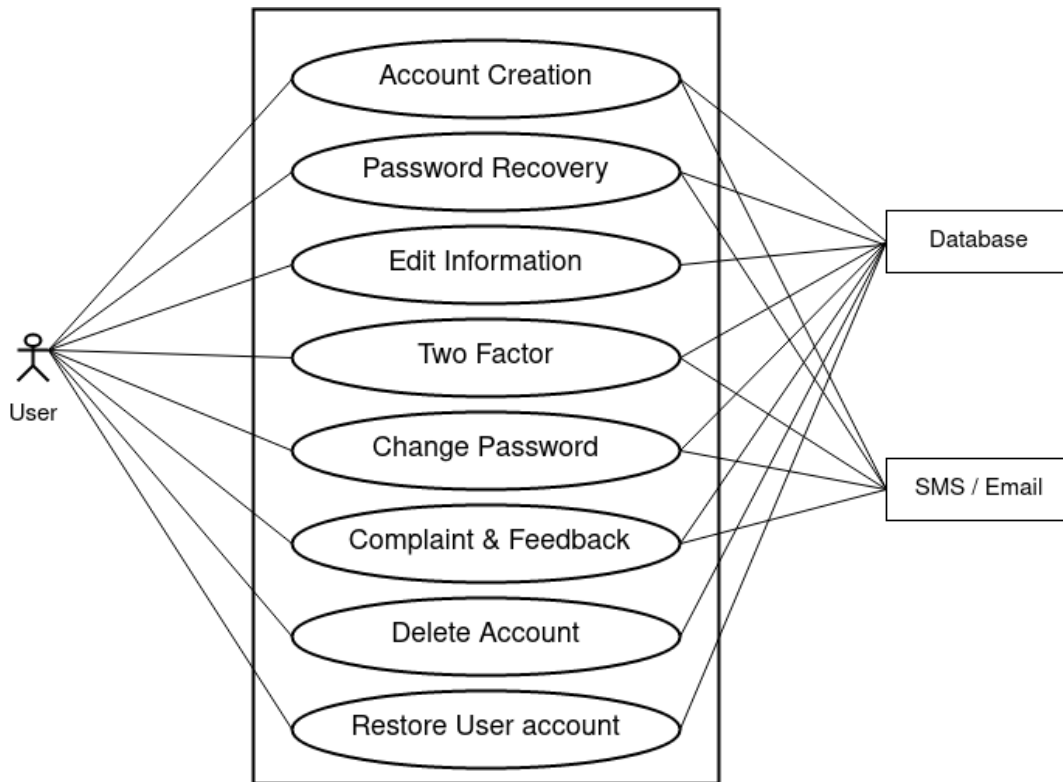 Account Creation
Password Recovery
Edit Information
Two Factor
Change Password
Complaint & Feedback
Delete Account
Restore User account
User
Database
SMS / Email